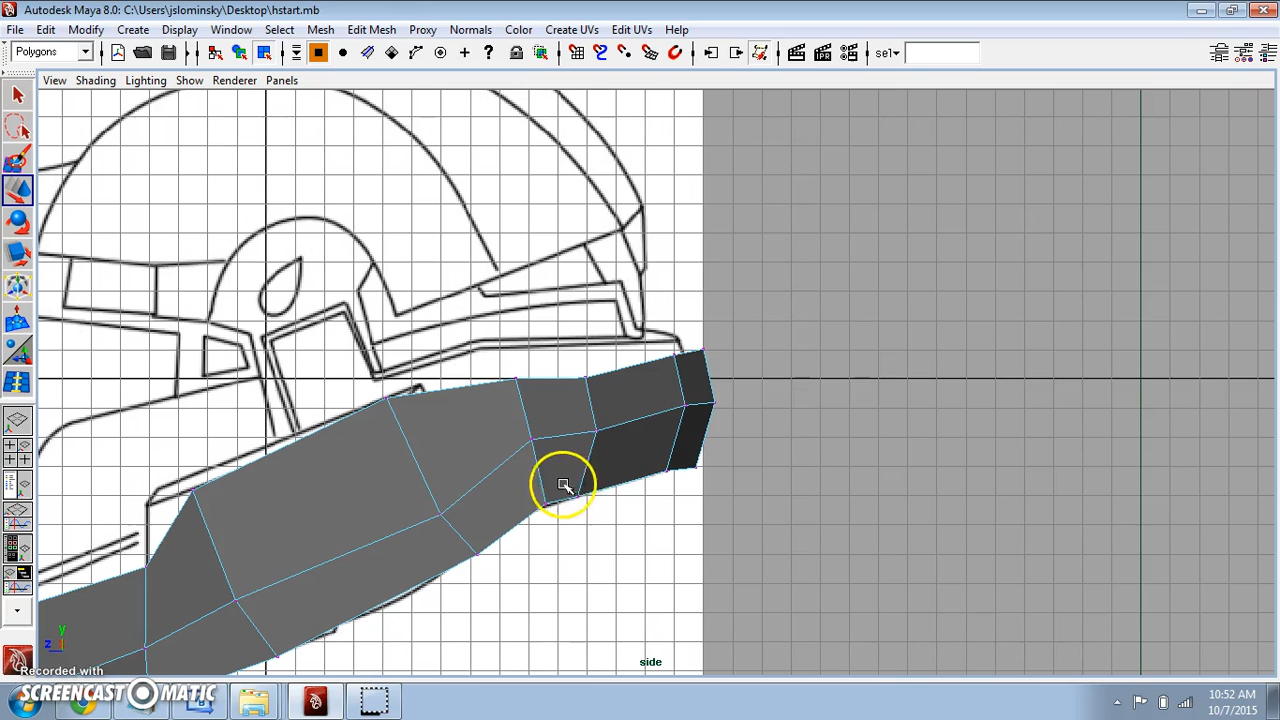 Autodesk Maya 8.0: C:\Users\jslominsky\Desktop\hstart.mb
File Edit Modify Create Display Window Select Mesh Edit Mesh Proxy Normals Color Create UVs Edit UVs Help
Polygons sel
View Shading Lighting Show Renderer Panels
y
z
side
Recorded with
SCREENCAST MATIC
10:52 AM
10/7/2015